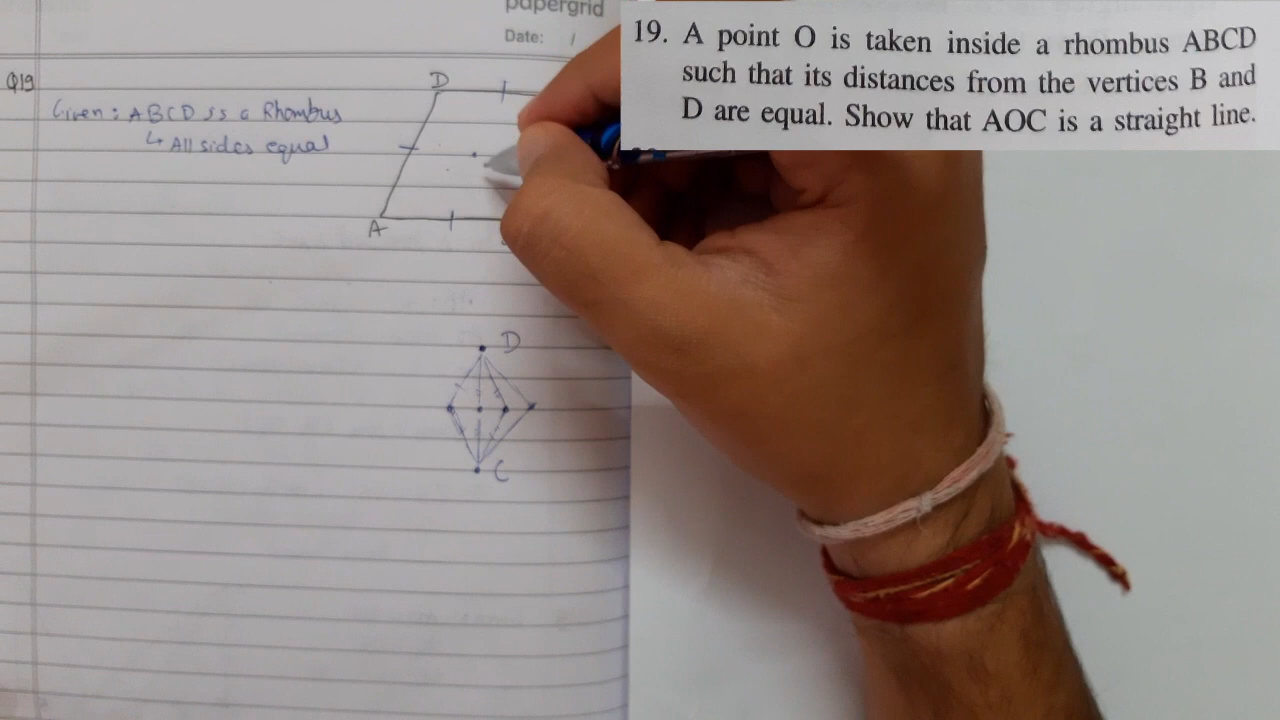 papergrid
Date: /
19. A point O is taken inside a rhombus ABCD
such that its distances from the vertices B and
D are equal. Show that AOC is a straight line.
Q19
Given: ABCD is a Rhombus
↳ All sides equal
D
A
D
C